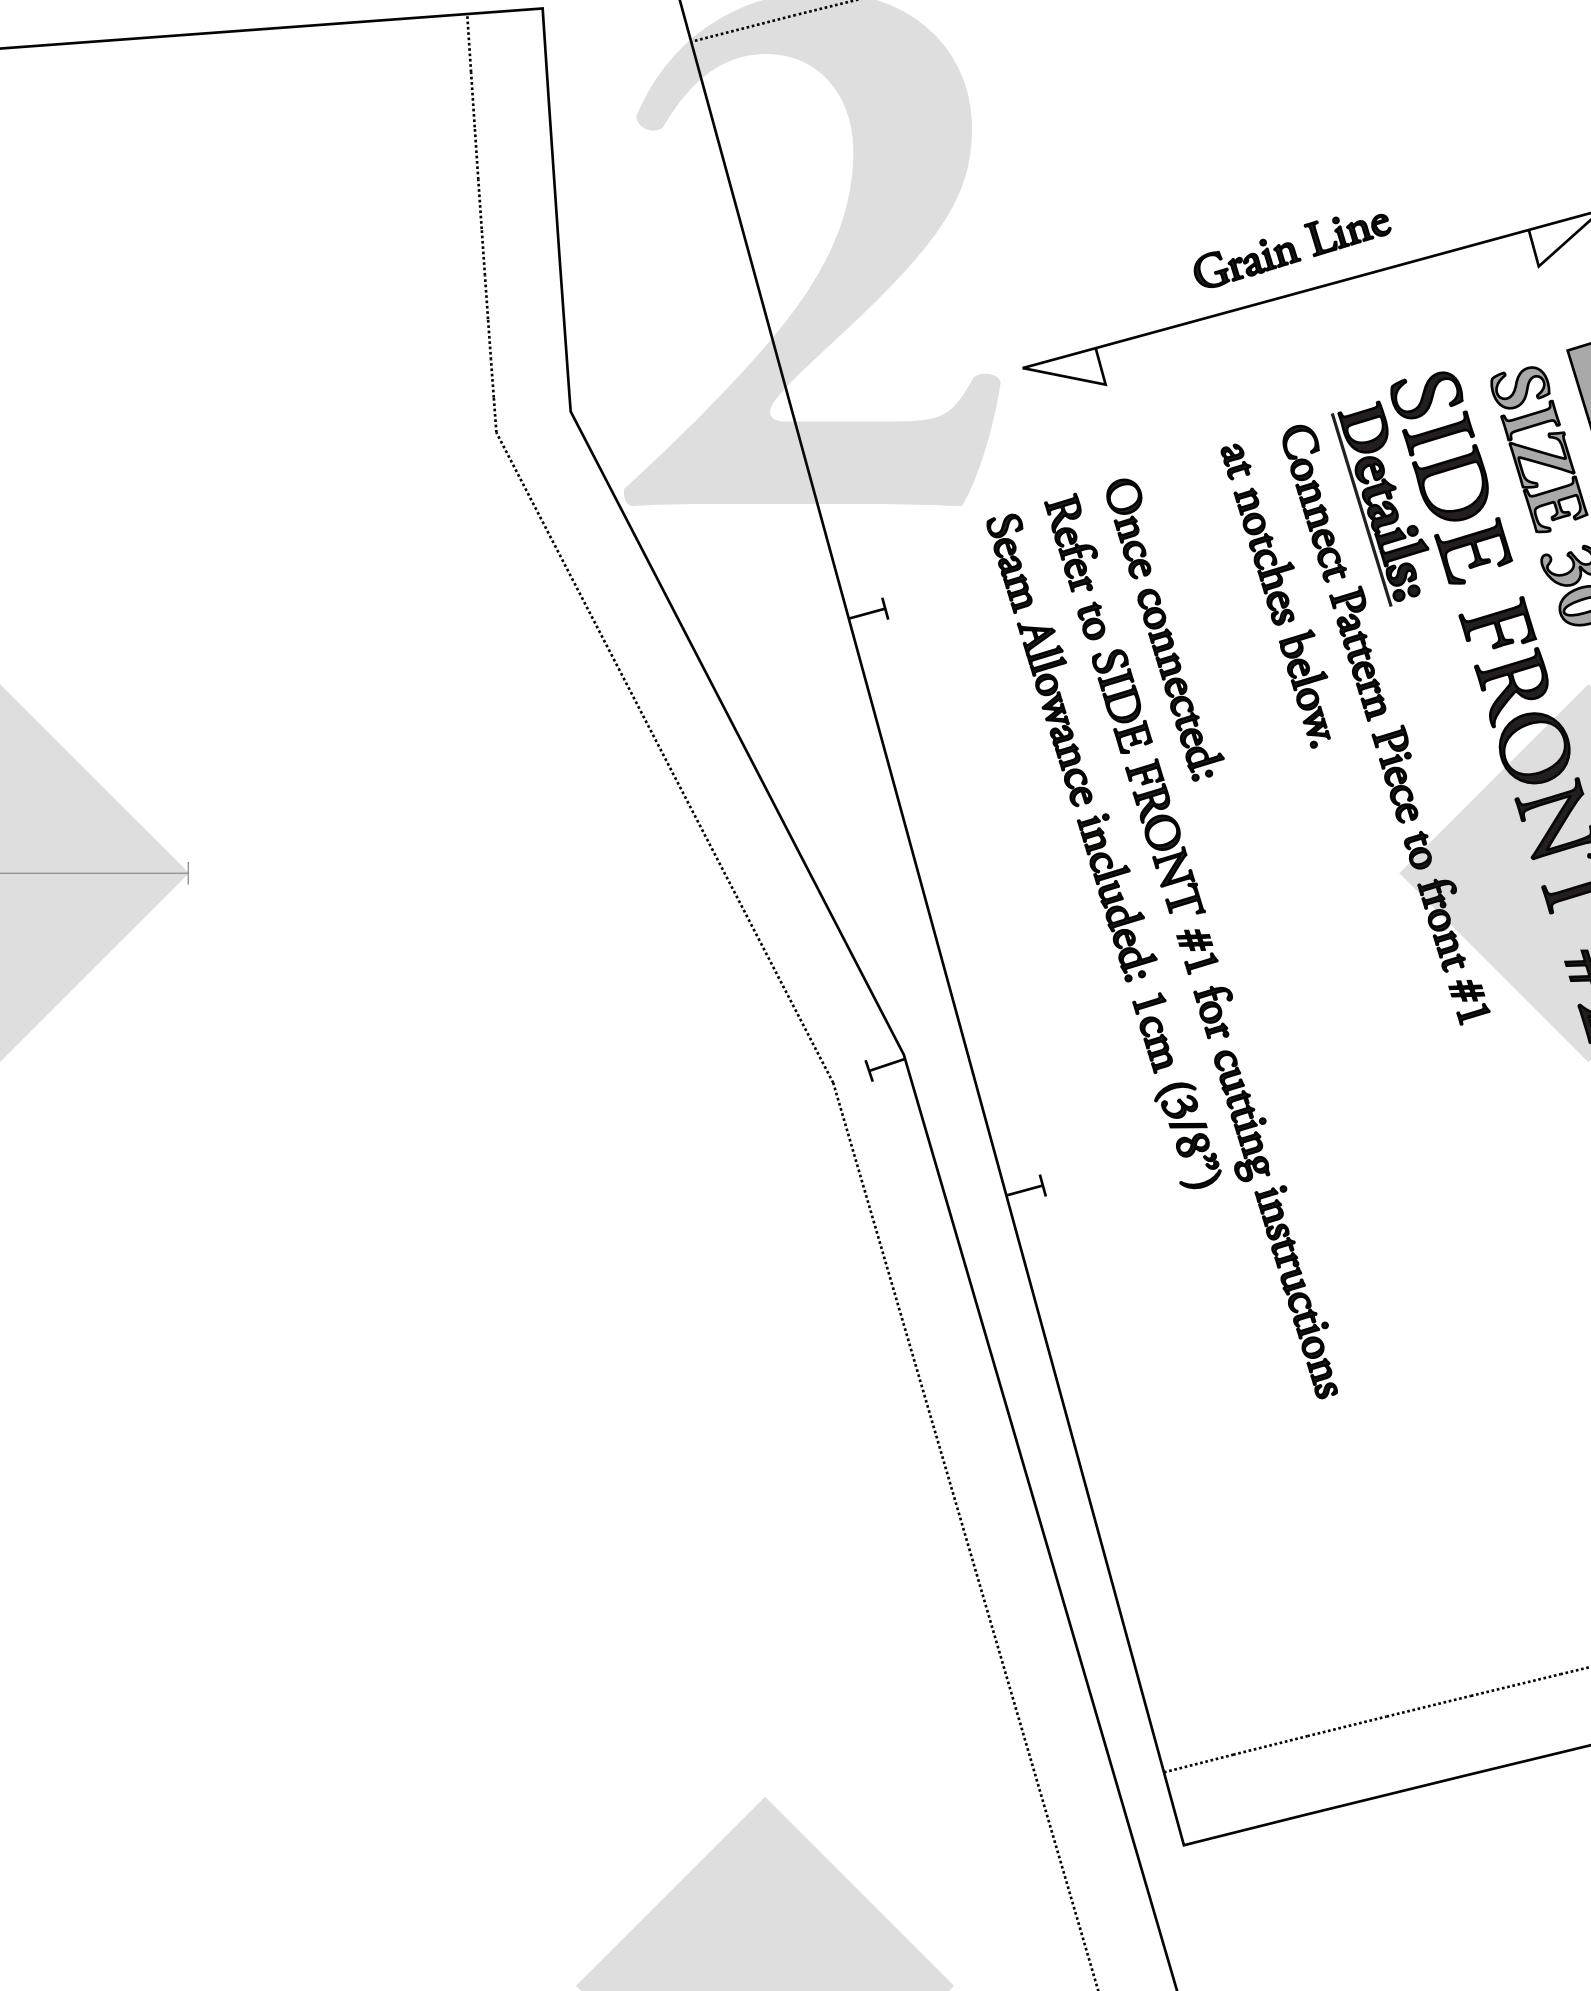 2
Grain Line
SIZE 30
SIDE FRONT #2
Details:
Connect Pattern Piece to front #1
at notches below.
Once connected:
Refer to SIDE FRONT #1 for cutting instructions
Seam Allowance included: 1cm (3/8”)